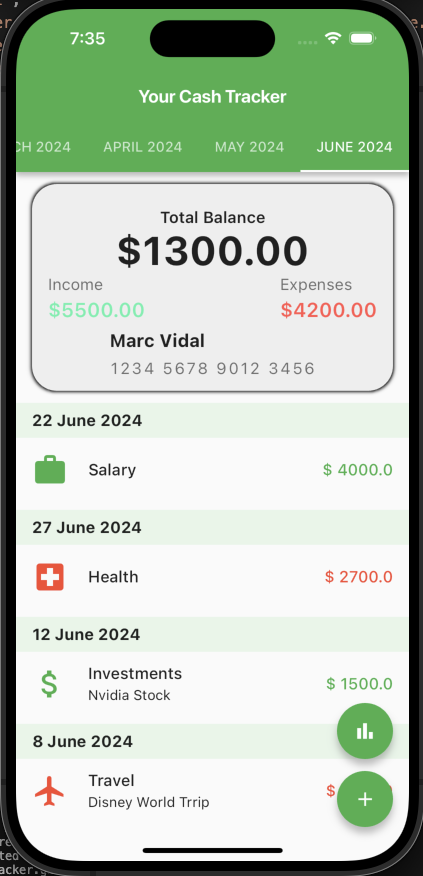 7:35
Your Cash Tracker
CH 2024 APRIL 2024 MAY 2024 JUNE 2024
Total Balance
$1300.00
Income Expenses
$5500.00 $4200.00
Marc Vidal
1234 5678 9012 3456
22 June 2024
Salary $ 4000.0
27 June 2024
Health $ 2700.0
12 June 2024
Investments
Nvidia Stock
$ 1500.0
8 June 2024
Travel
Disney World Trrip
$
+